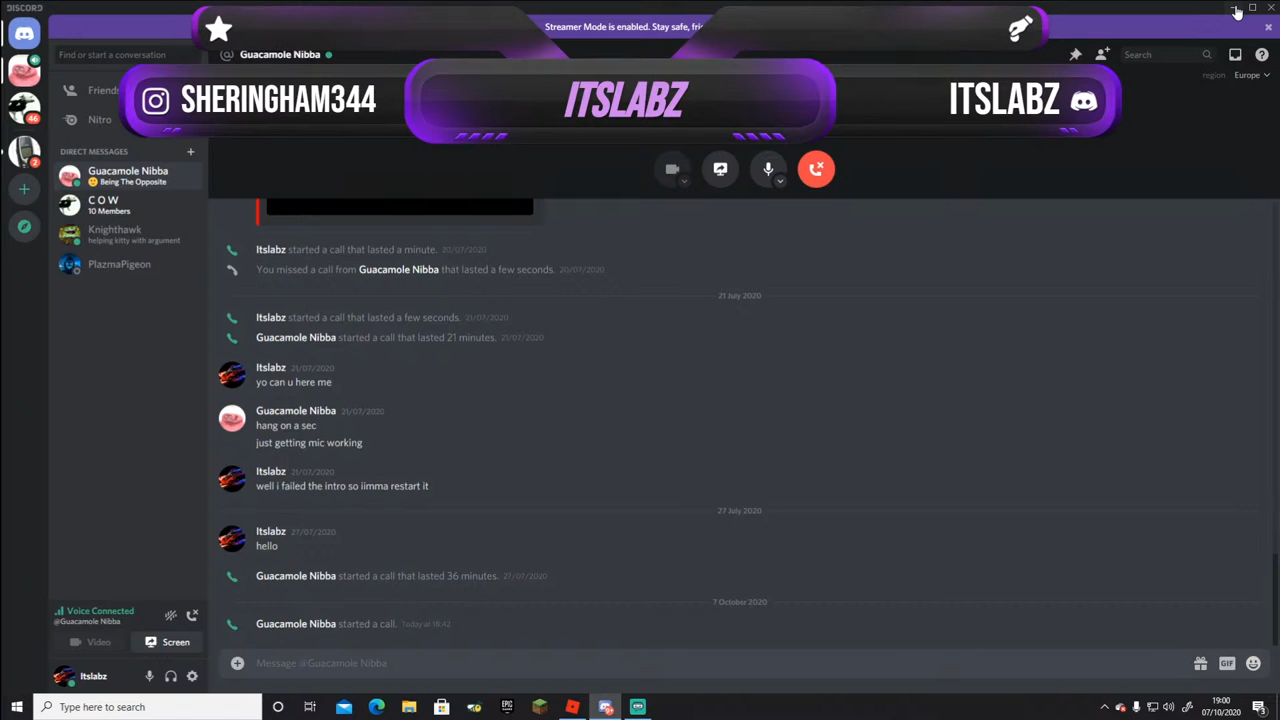 DISCORD
Streamer Mode is enabled. Stay safe, fri
Find or start a conversation
@ Guacamole Nibba
Search
region
Europe
SHERINGHAM344
ITSLABZ
ITSLABZ
Friends
Nitro
DIRECT MESSAGES
Guacamole Nibba
Being The Opposite
C O W
10 Members
Knighthawk
helping kitty with argument
PlazmaPigeon
46
2
Itslabz started a call that lasted a minute. 20/07/2020
You missed a call from Guacamole Nibba that lasted a few seconds. 20/07/2020
21 July 2020
Itslabz started a call that lasted a few seconds. 21/07/2020
Guacamole Nibba started a call that lasted 21 minutes. 21/07/2020
Itslabz 21/07/2020
yo can u here me
Guacamole Nibba 21/07/2020
hang on a sec
just getting mic working
Itslabz 21/07/2020
well i failed the intro so iimma restart it
27 July 2020
Itslabz 27/07/2020
hello
Guacamole Nibba started a call that lasted 36 minutes. 27/07/2020
7 October 2020
Guacamole Nibba started a call. Today at 18:42
Voice Connected
@Guacamole Nibba
Video
Screen
Itslabz
Message @Guacamole Nibba
GIF
Type here to search
EPIC
19:00
07/10/2020